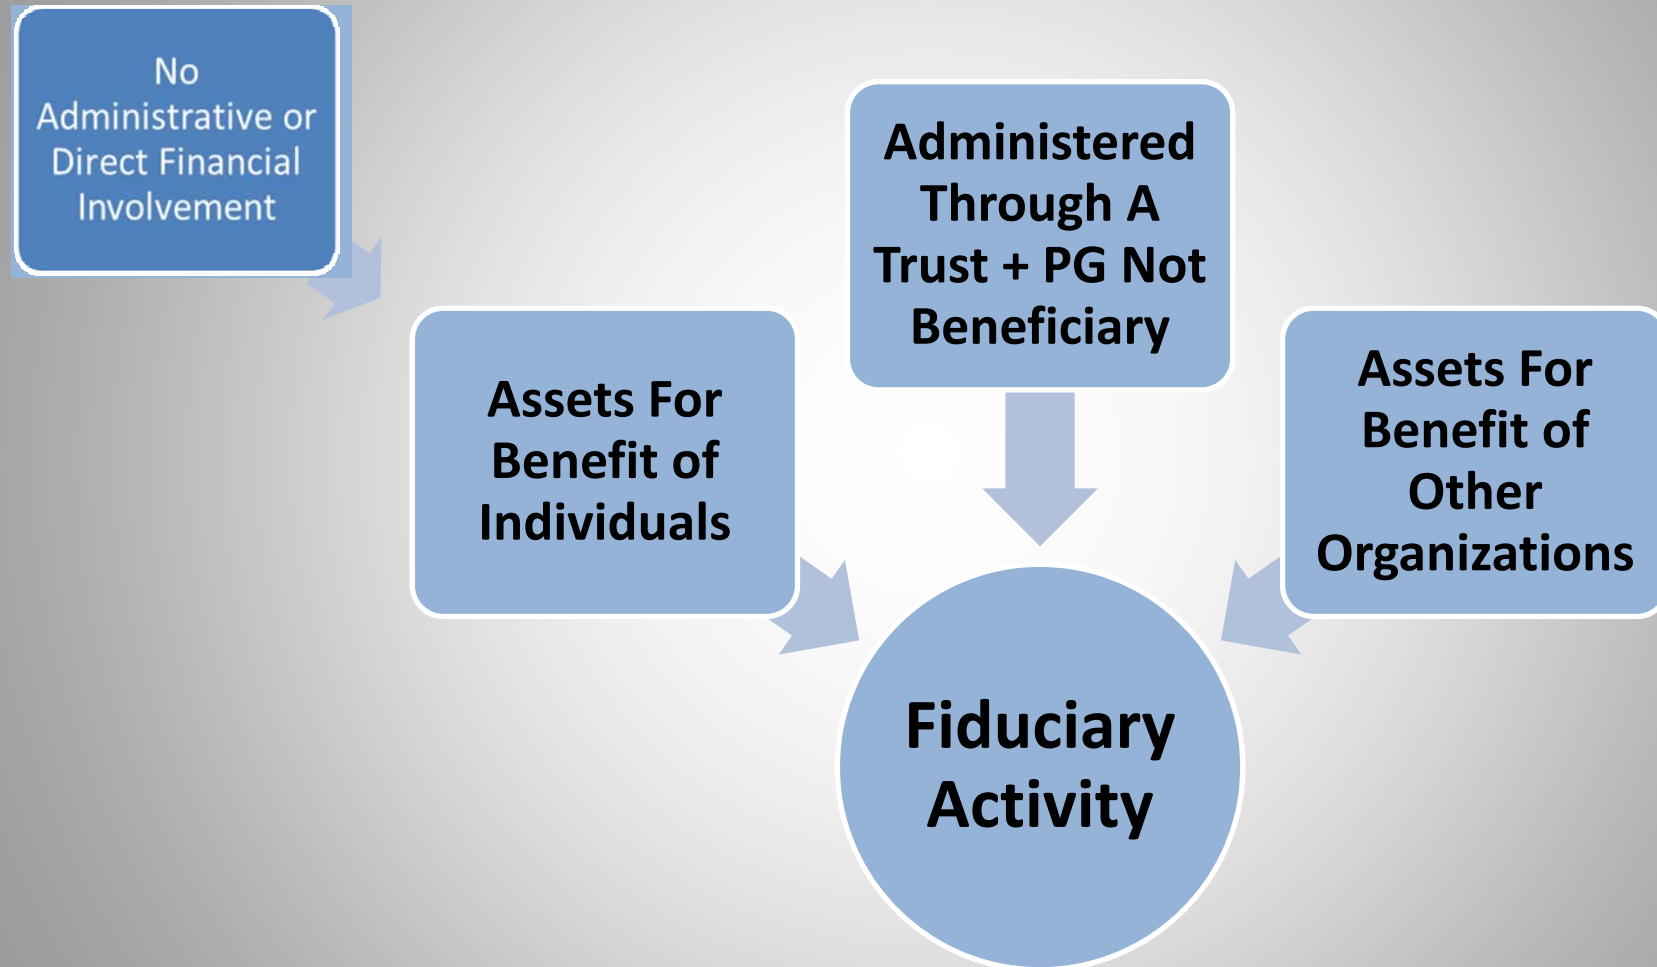 No
Administrative or
Direct Financial
Involvement
Administered
Through A
Trust + PG Not
Beneficiary
Assets For
Benefit of
Individuals
Assets For
Benefit of
Other
Organizations
Fiduciary
Activity